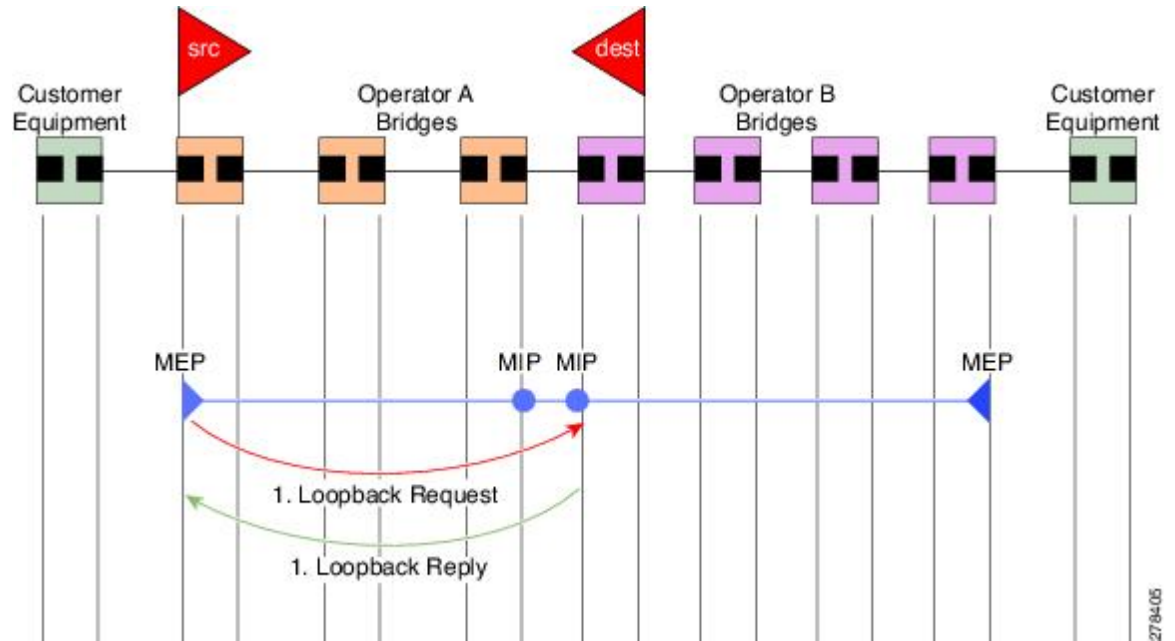 src
dest
Customer
Equipment
Operator A
Bridges
Operator B
Bridges
Customer
Equipment
MEP
MIP
MIP
MEP
1. Loopback Request
1. Loopback Reply
278405